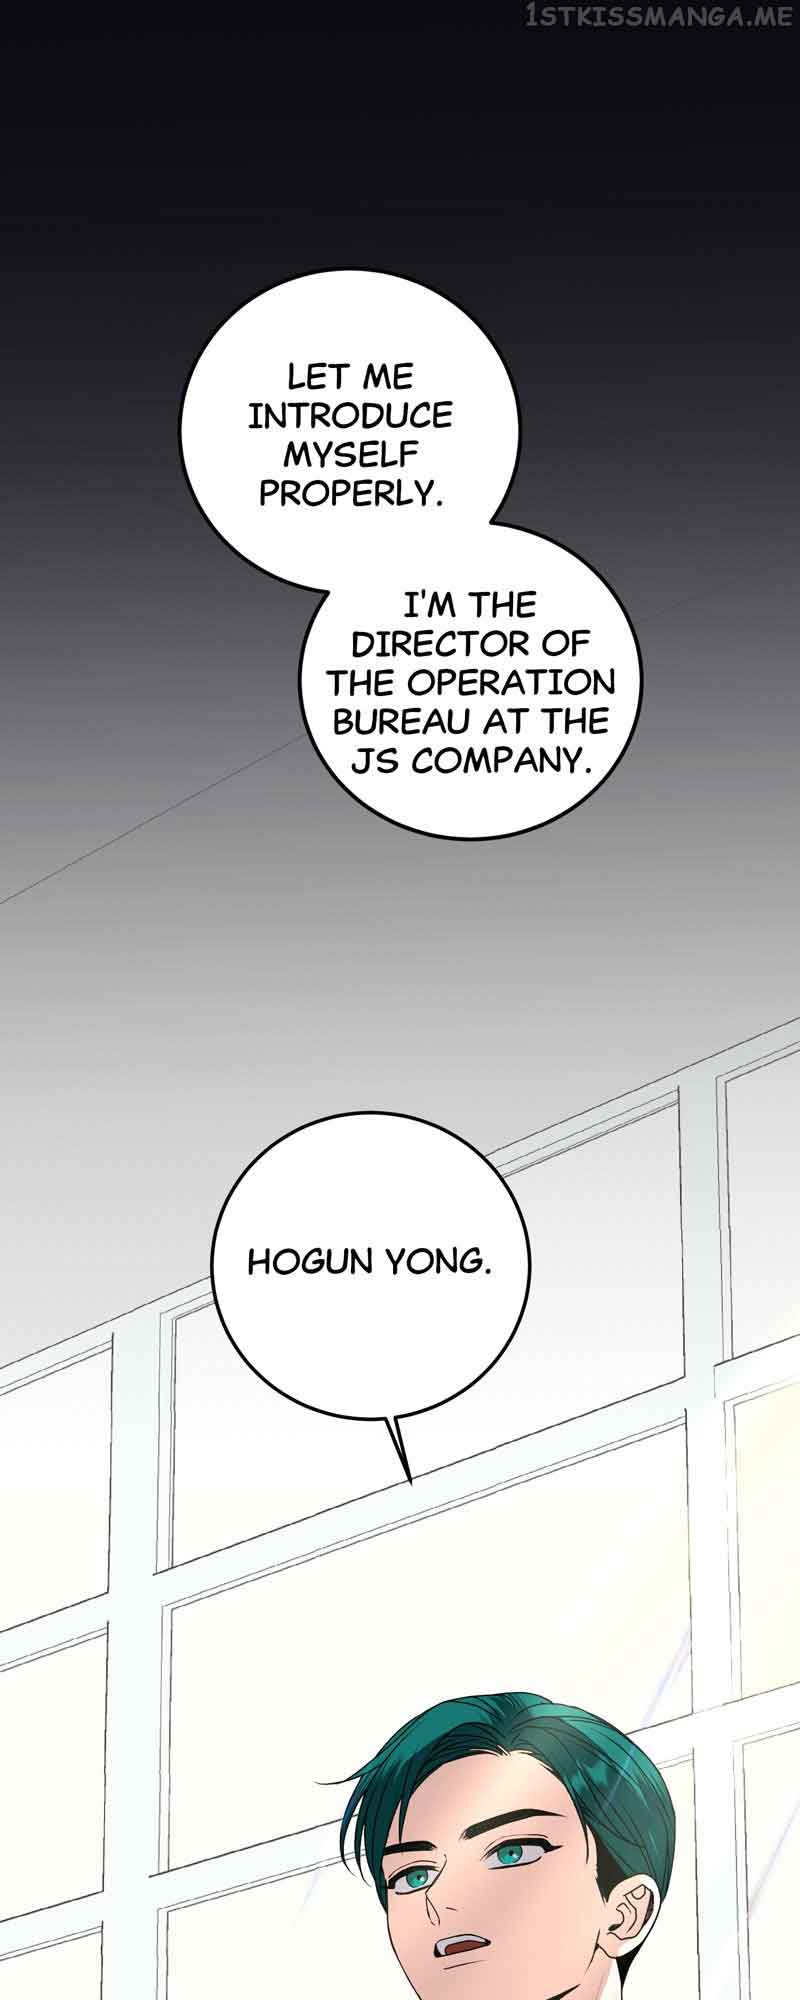 1STKISSMANGA.ME
LET ME
INTRODUCE
MYSELF
PROPERLY.
I'M THE
DIRECTOR OF
THE OPERATION
BUREAU AT THE
JS COMPANY.
HOGUN YONG.